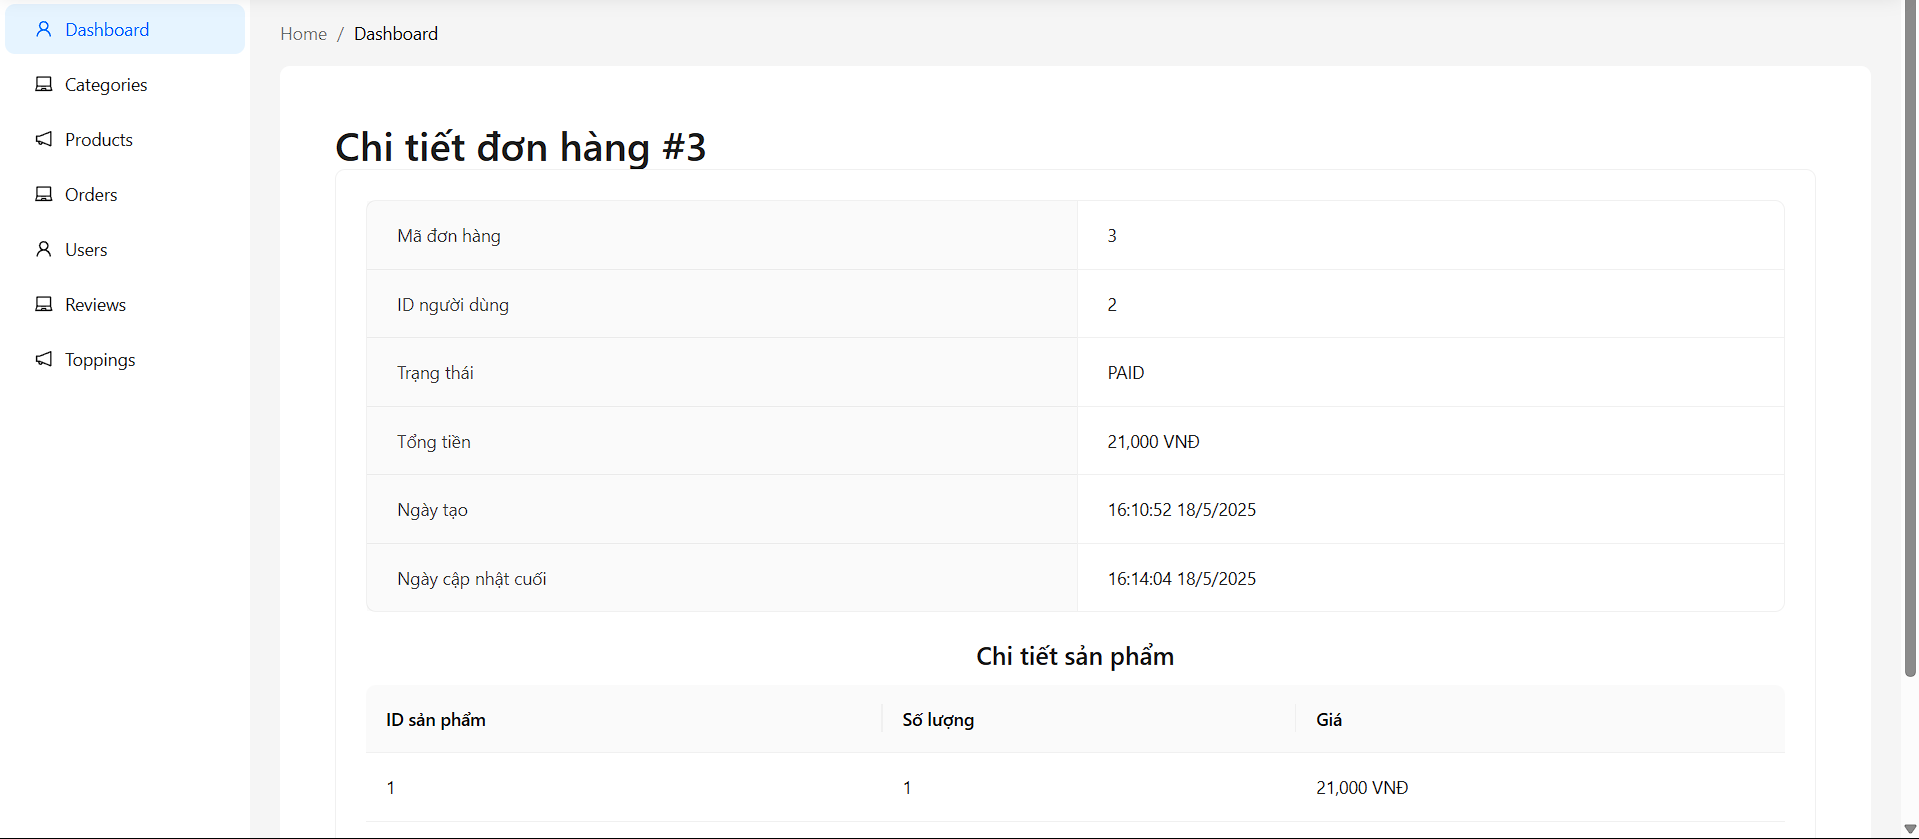 Dashboard
Categories
Products
Orders
Users
Reviews
Toppings
Home / Dashboard
Chi tiết đơn hàng #3
Mã đơn hàng 3
ID người dùng 2
Trạng thái PAID
Tổng tiền 21,000 VNĐ
Ngày tạo 16:10:52 18/5/2025
Ngày cập nhật cuối 16:14:04 18/5/2025
Chi tiết sản phẩm
ID sản phẩm Số lượng Giá
1 1 21,000 VNĐ